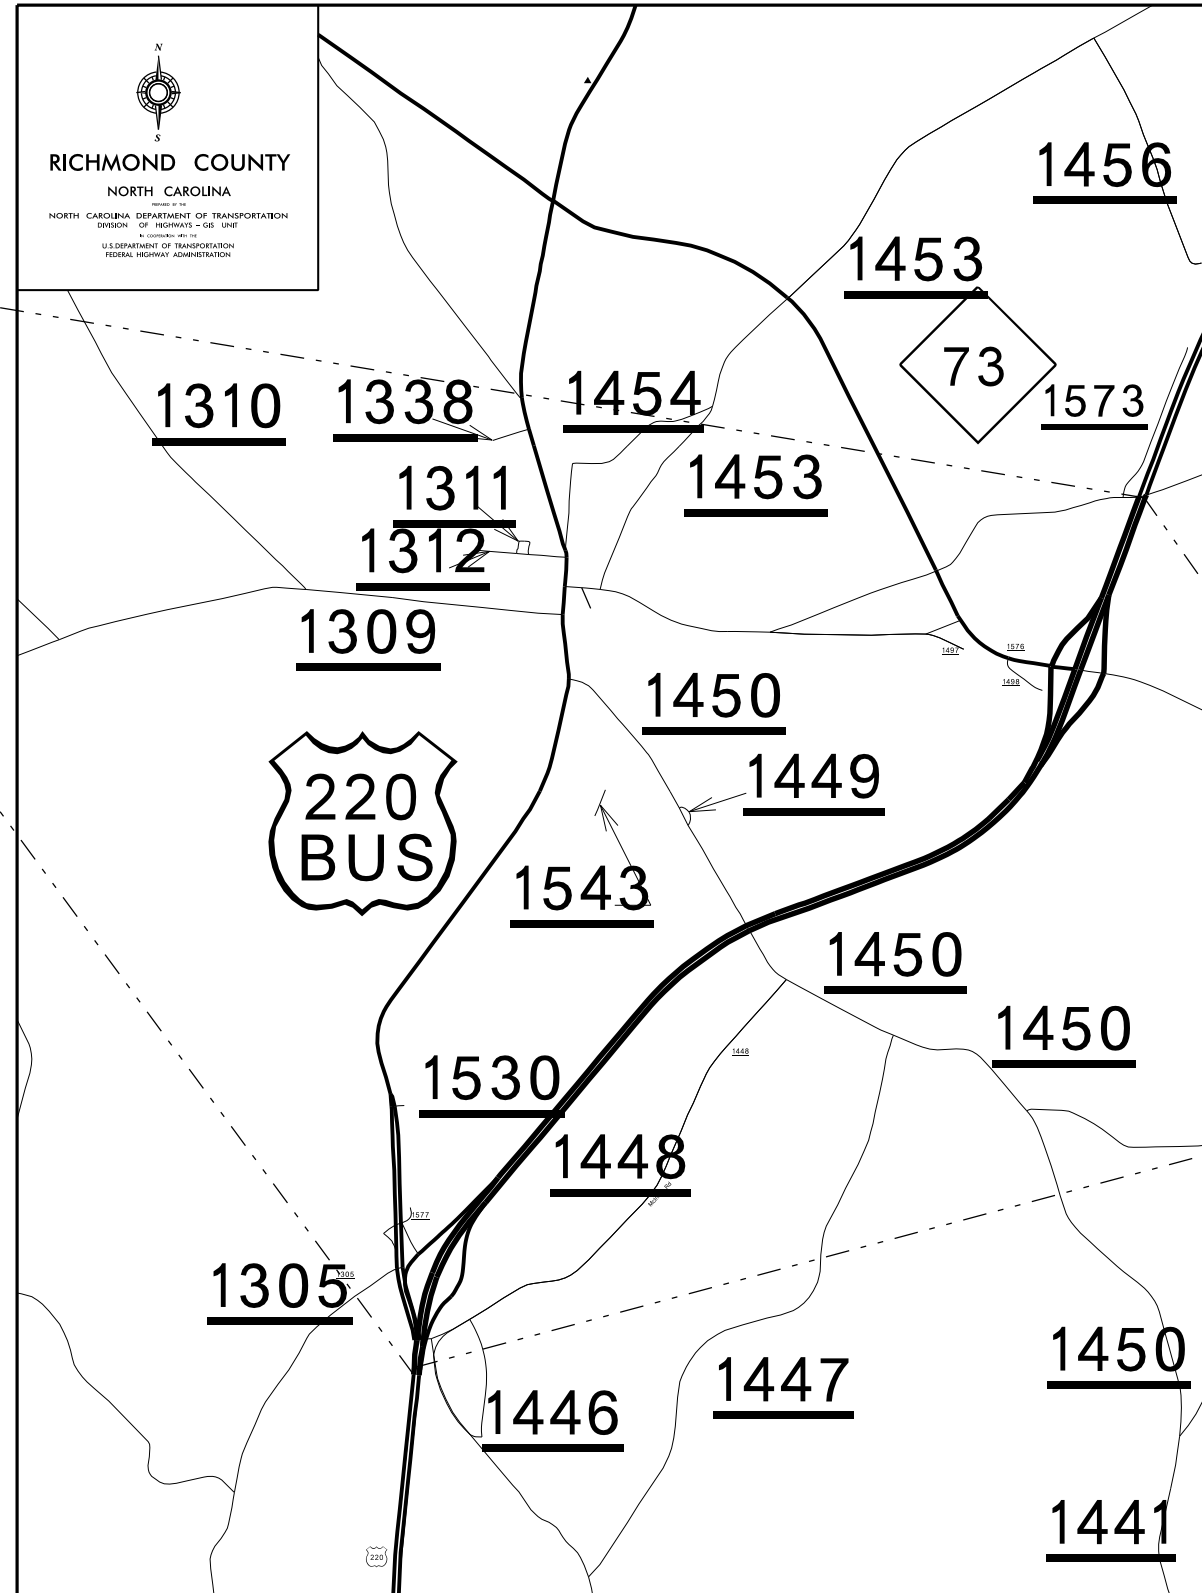 N
S
RICHMOND COUNTY
NORTH CAROLINA
PREPARED BY THE
NORTH CAROLINA DEPARTMENT OF TRANSPORTATION
DIVISION OF HIGHWAYS – GIS UNIT
IN COOPERATION WITH THE
U.S.DEPARTMENT OF TRANSPORTATION
FEDERAL HIGHWAY ADMINISTRATION
1456
1453
73
1573
1310
1338
1454
1311
1453
1312
1309
1497
1576
1498
1450
220
BUS
1449
1543
1450
1450
1448
1530
1448
1577
1305
1305
1450
1447
1446
1441
220